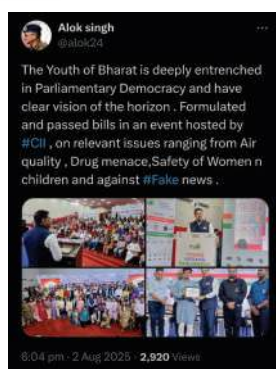 Alok singh
@alok24
The Youth of Bharat is deeply entrenched
in Parliamentary Democracy and have
clear vision of the horizon . Formulated
and passed bills in an event hosted by
#CII , on relevant issues ranging from Air
quality , Drug menace,Safety of Women n
children and against #Fake news .
6:04 pm · 2 Aug 2025 · 2,920 Views